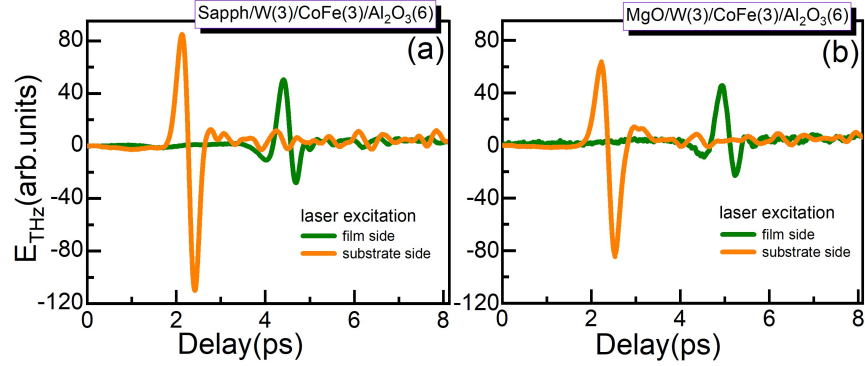 Sapph/W(3)/CoFe(3)/Al₂O₃(6)
(a)
E_THz(arb.units)
80
40
0
-40
-80
-120
laser excitation
film side
substrate side
0 2 4 6 8
Delay(ps)
MgO/W(3)/CoFe(3)/Al₂O₃(6)
(b)
80
40
0
-40
-80
-120
laser excitation
film side
substrate side
0 2 4 6 8
Delay(ps)